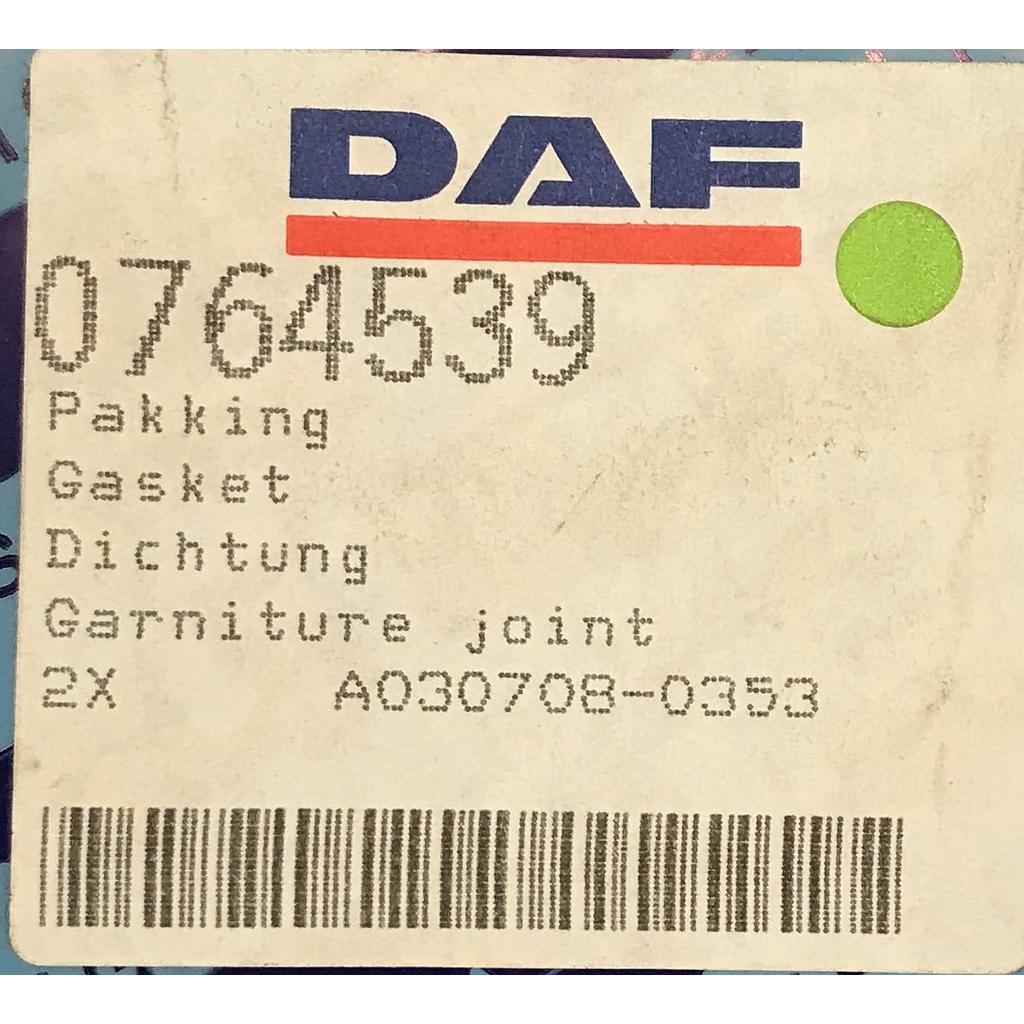 DAF
0764539
Pakking
Gasket
Dichtung
Garniture joint
2X A030708-0353